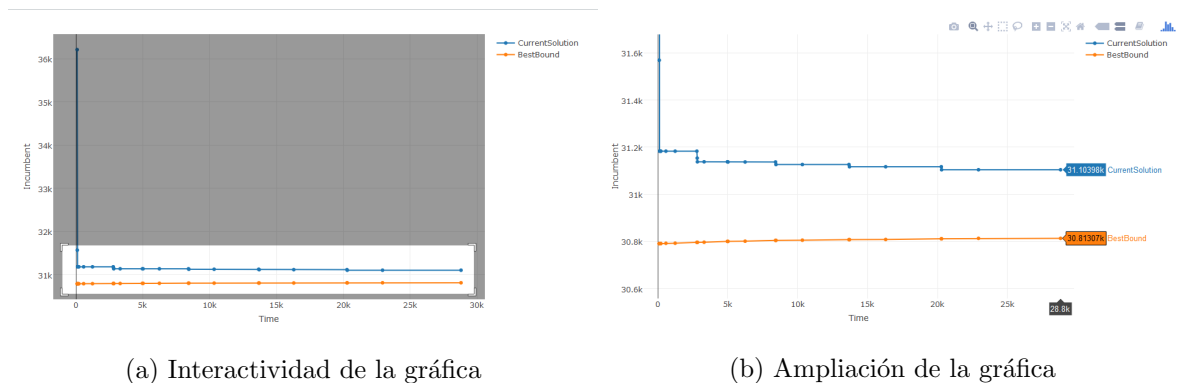 CurrentSolution
BestBound
36k
35k
34k
33k
32k
31k
Incumbent
0
5k
10k
15k
20k
25k
30k
Time
(a) Interactividad de la gráfica
CurrentSolution
BestBound
31.6k
31.4k
31.2k
31k
30.8k
30.6k
Incumbent
31.10398k CurrentSolution
30.81307k BestBound
0
5k
10k
15k
20k
25k
28.8k
Time
(b) Ampliación de la gráfica